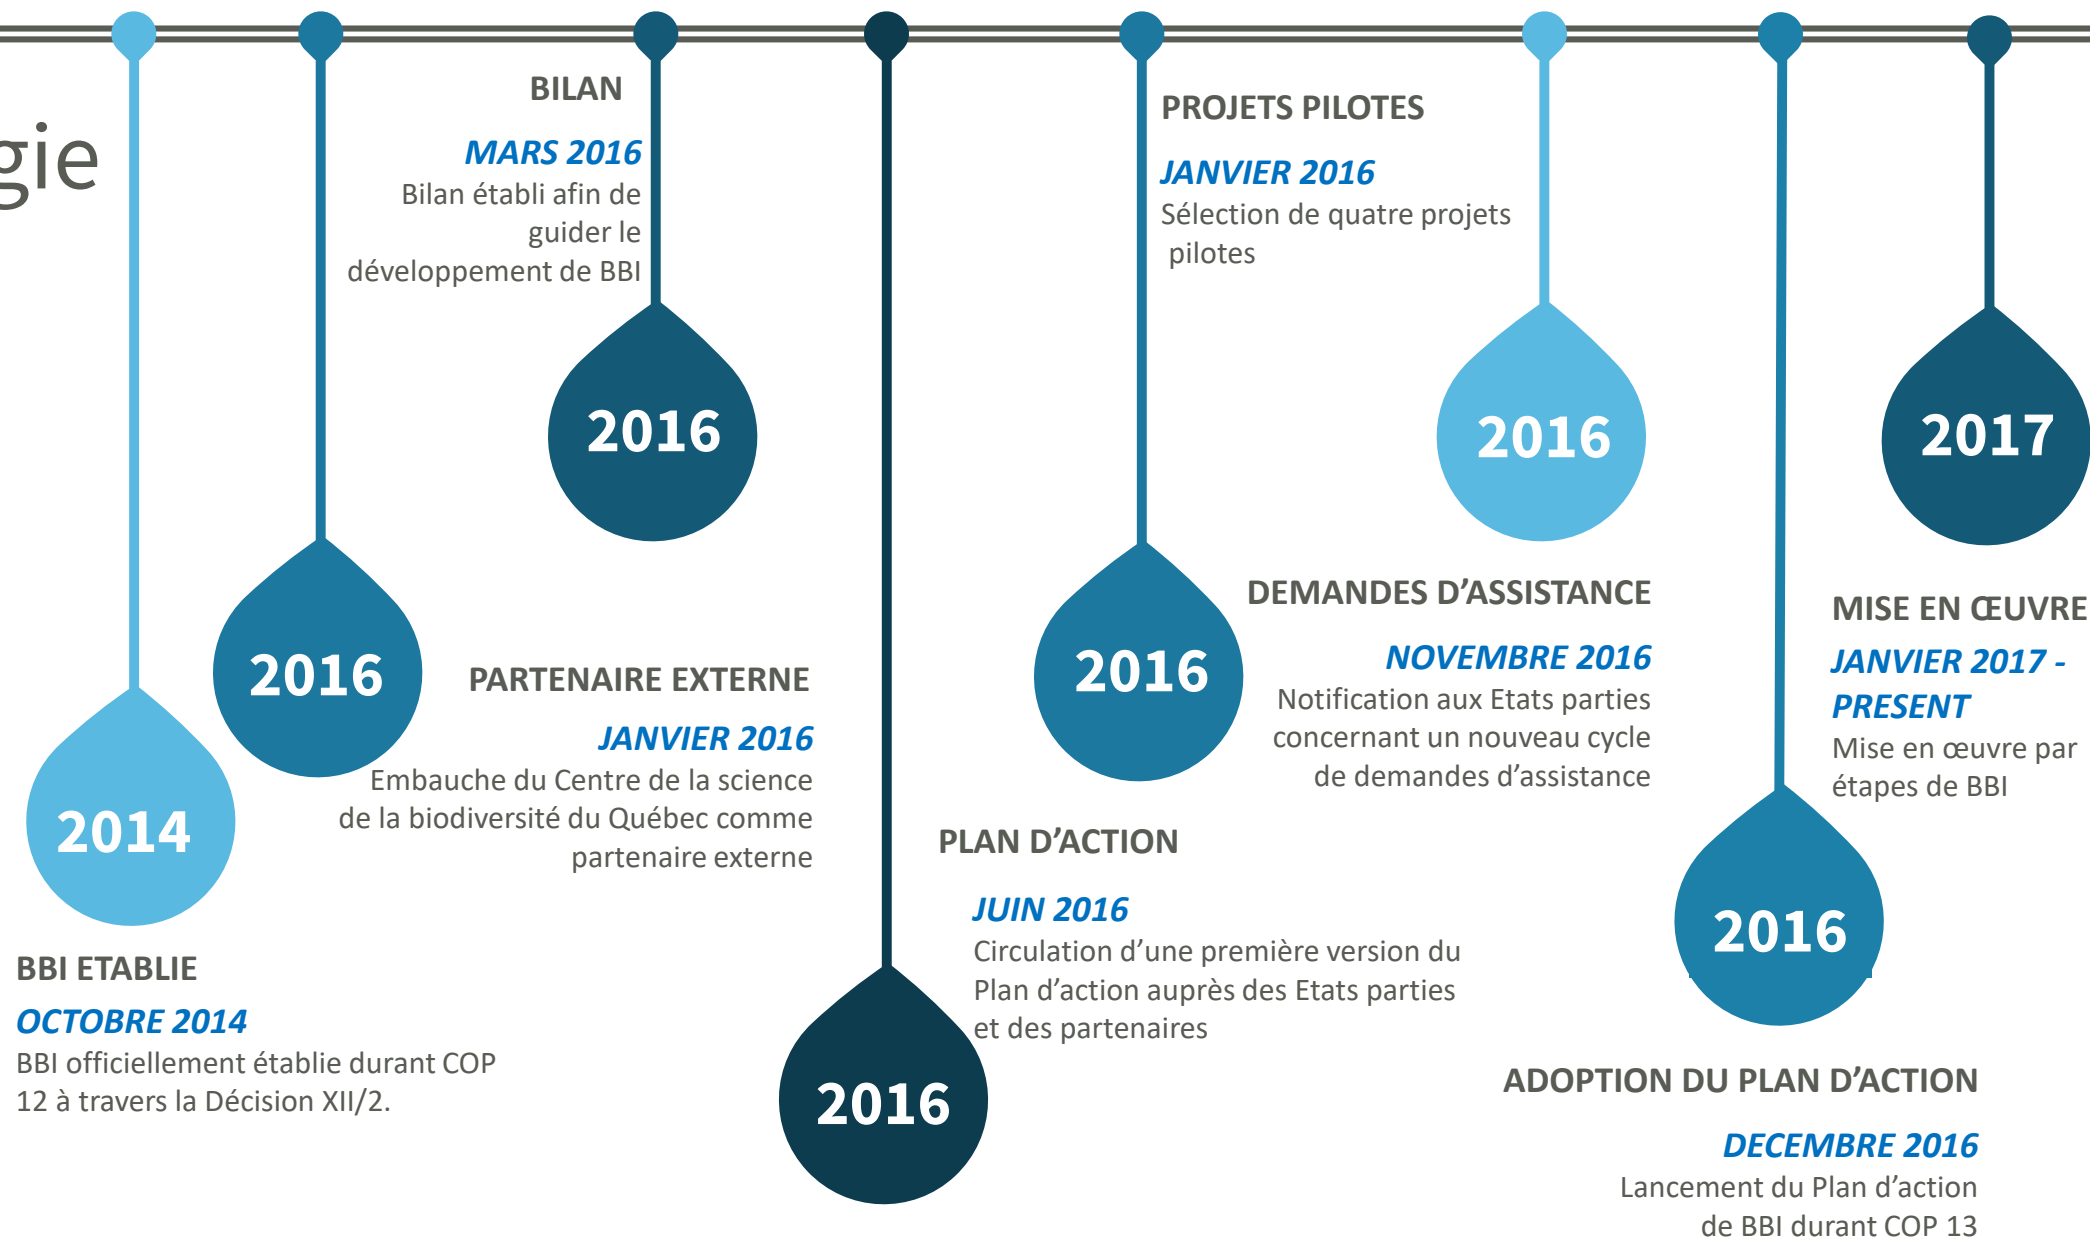 gie
2014
BBI ETABLIE
OCTOBRE 2014
BBI officiellement établie durant COP
12 à travers la Décision XII/2.
2016
PARTENAIRE EXTERNE
JANVIER 2016
Embauche du Centre de la science
de la biodiversité du Québec comme
partenaire externe
BILAN
MARS 2016
Bilan établi afin de
guider le
développement de BBI
2016
2016
PLAN D’ACTION
JUIN 2016
Circulation d’une première version du
Plan d’action auprès des Etats parties
et des partenaires
PROJETS PILOTES
JANVIER 2016
Sélection de quatre projets
pilotes
2016
2016
DEMANDES D’ASSISTANCE
NOVEMBRE 2016
Notification aux Etats parties
concernant un nouveau cycle
de demandes d’assistance
2016
ADOPTION DU PLAN D’ACTION
DECEMBRE 2016
Lancement du Plan d’action
de BBI durant COP 13
2017
MISE EN ŒUVRE
JANVIER 2017 -
PRESENT
Mise en œuvre par
étapes de BBI